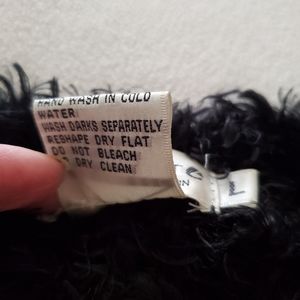 HAND WASH IN COLD
WATER
WASH DARKS SEPARATELY
RESHAPE DRY FLAT
DO NOT BLEACH
DRY CLEAN
L